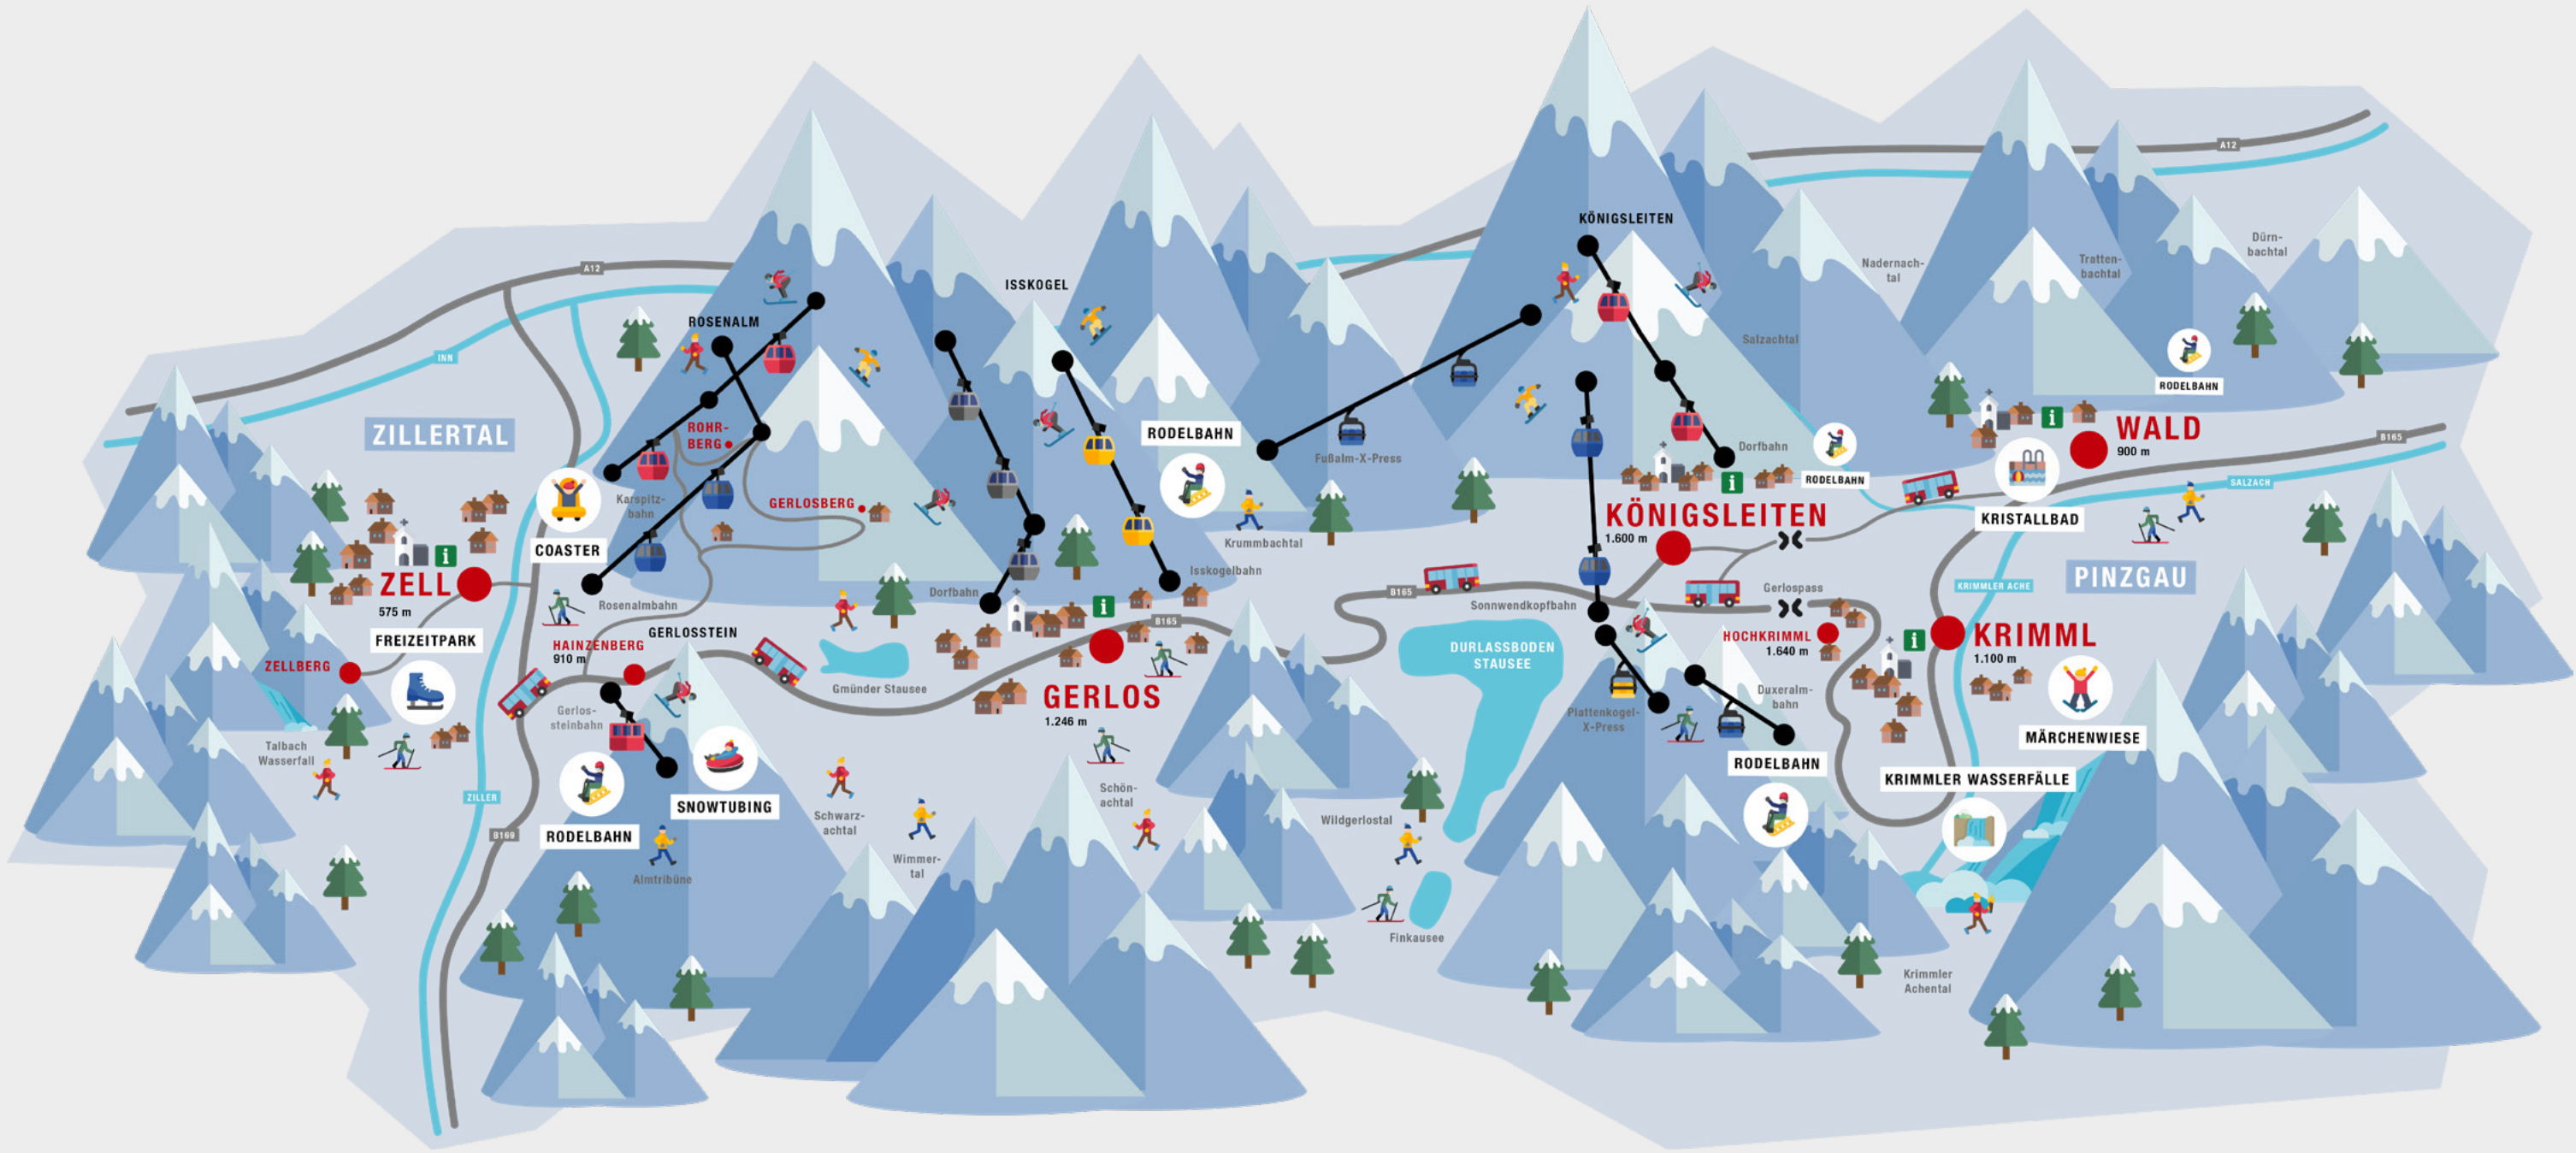 KÖNIGSLEITEN
A12
Dürn-
bachtal
Nadernach-
tal
Tratten-
bachtal
A12
ISSKOGEL
ROSENALM
INN
Salzachtal
RODELBAHN
ZILLERTAL
ROHR-
BERG
RODELBAHN
Fußalm-X-Press
Dorfbahn
RODELBAHN
WALD
900 m
B165
SALZACH
Karspitz-
bahn
GERLOSBERG
KÖNIGSLEITEN
1.600 m
KRISTALLBAD
COASTER
Krummbachtal
Isskogelbahn
ZELL
575 m
Rosenalmbahn
Dorfbahn
B165
B165
Sonnwendkopfbahn
Gerlospass
KRIMMLER ACHE
PINZGAU
FREIZEITPARK
HAINZENBERG
910 m
GERLOSSTEIN
DURLASSBODEN
STAUSEE
HOCHKRIMML
1.640 m
KRIMML
1.100 m
ZELLBERG
Gmünder Stausee
GERLOS
1.246 m
Gerlos-
steinbahn
Plattenkogel-
X-Press
Duxeralm-
bahn
MÄRCHENWIESE
Talbach
Wasserfall
RODELBAHN
KRIMMLER WASSERFÄLLE
ZILLER
SNOWTUBING
Schön-
achtal
B169
RODELBAHN
Schwarz-
achtal
Wildgerlostal
Wimmer-
tal
Almtribüne
Finkausee
Krimmler
Achental